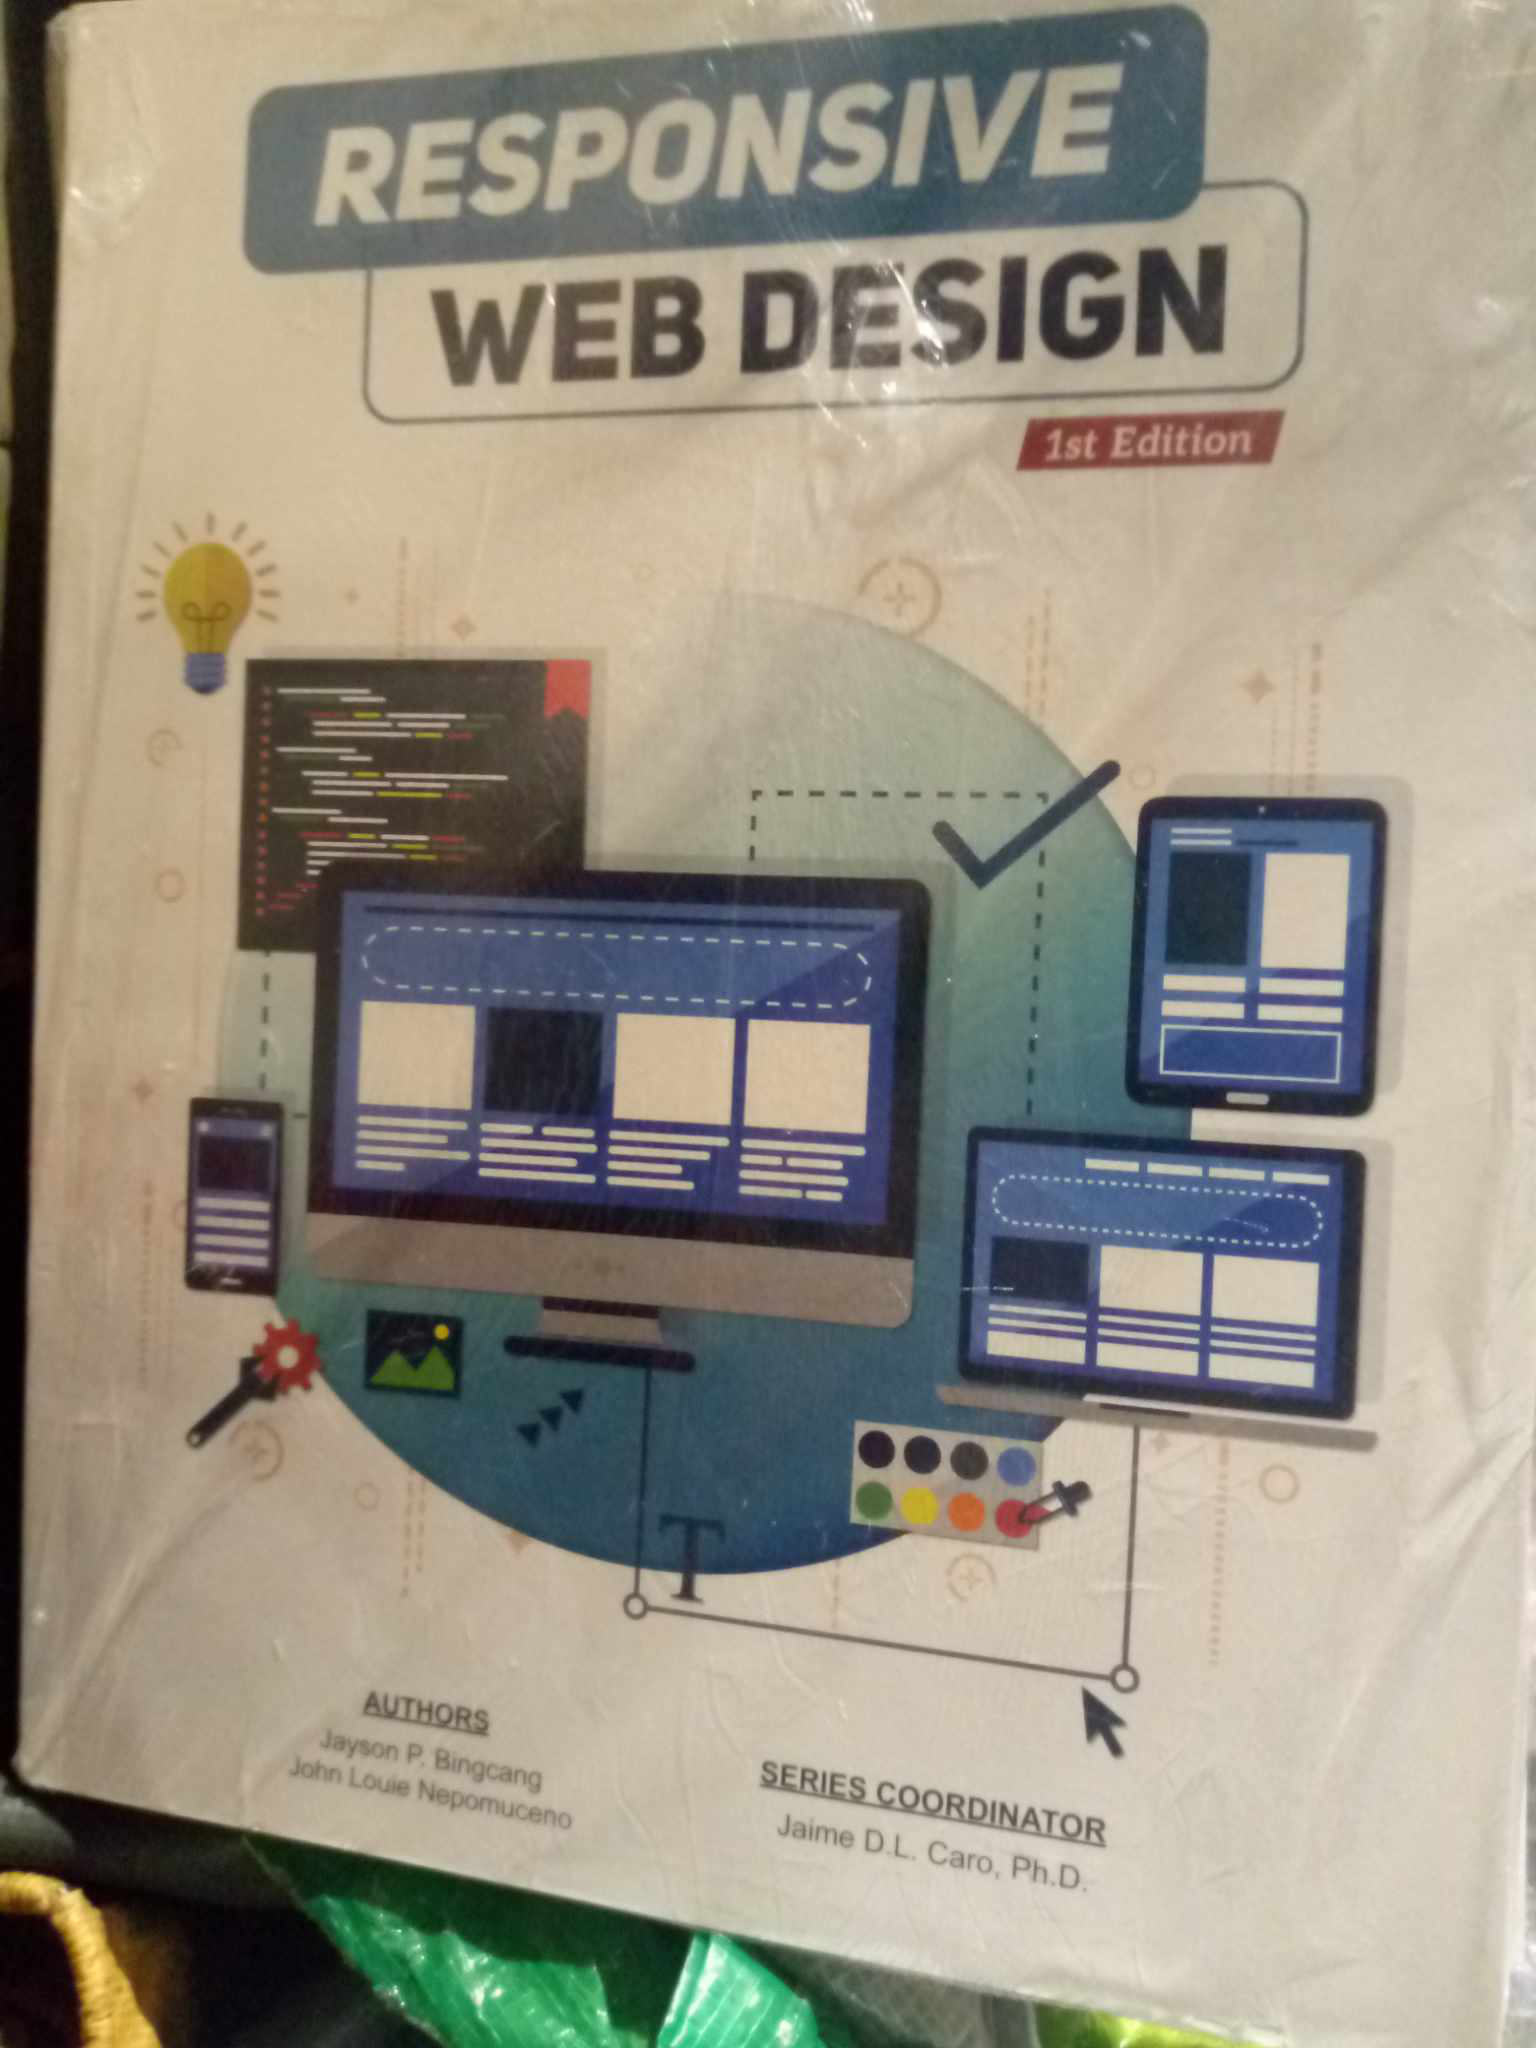 RESPONSIVE
WEB DESIGN
1st Edition
T
AUTHORS
Jayson P. Bingcang
John Louie Nepomuceno
SERIES COORDINATOR
Jaime D.L. Caro, Ph.D.